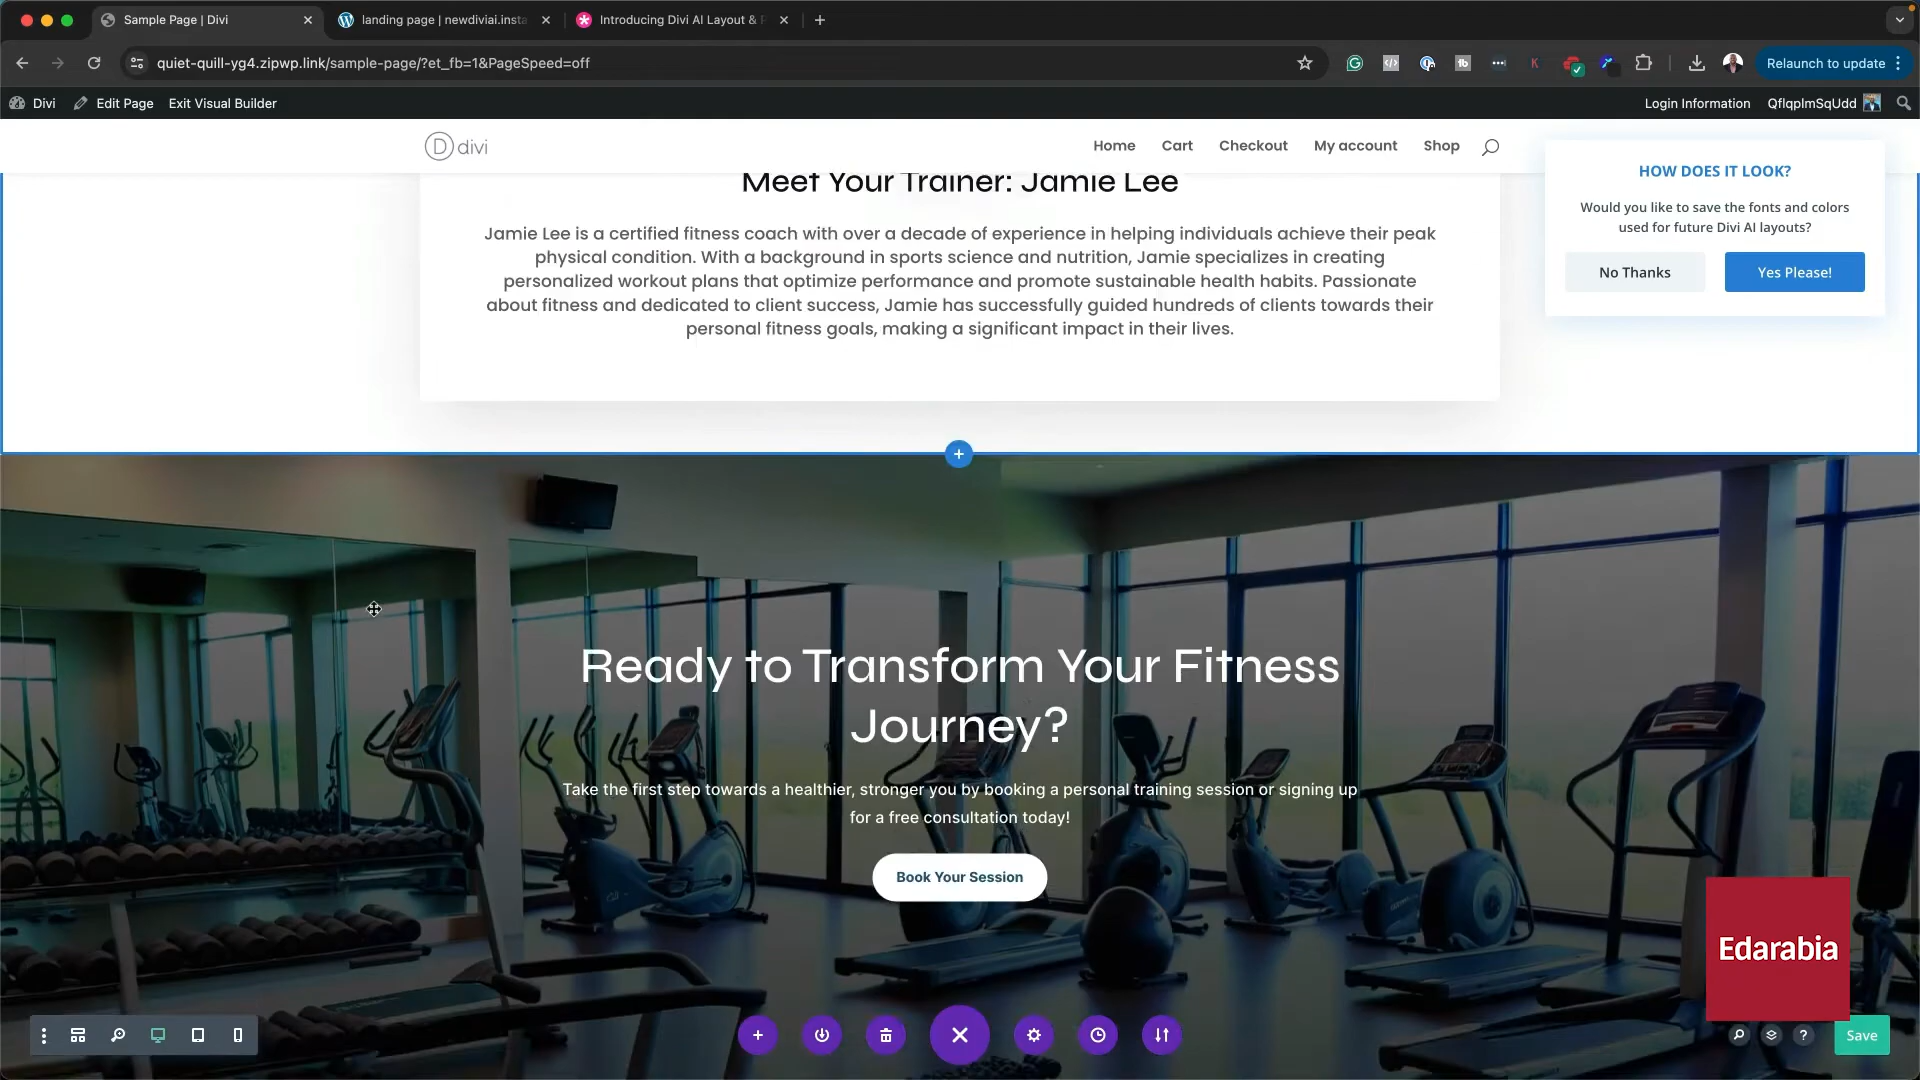 Sample Page | Divi
landing page | newdiviai.insta
Introducing Divi AI Layout &
quiet-quill-yg4.zipwp.link/sample-page/?et_fb=1&PageSpeed=off
Relaunch to update
Divi
Edit Page
Exit Visual Builder
Login Information
QflqplmSqUdd
divi
Home
Cart
Checkout
My account
Shop
HOW DOES IT LOOK?
Would you like to save the fonts and colors
used for future Divi AI layouts?
No Thanks
Yes Please!
Meet Your Trainer: Jamie Lee
Jamie Lee is a certified fitness coach with over a decade of experience in helping individuals achieve their peak
physical condition. With a background in sports science and nutrition, Jamie specializes in creating
personalized workout plans that optimize performance and promote sustainable health habits. Passionate
about fitness and dedicated to client success, Jamie has successfully guided hundreds of clients towards their
personal fitness goals, making a significant impact in their lives.
Ready to Transform Your Fitness
Journey?
Take the first step towards a healthier, stronger you by booking a personal training session or signing up
for a free consultation today!
Book Your Session
Edarabia
Save